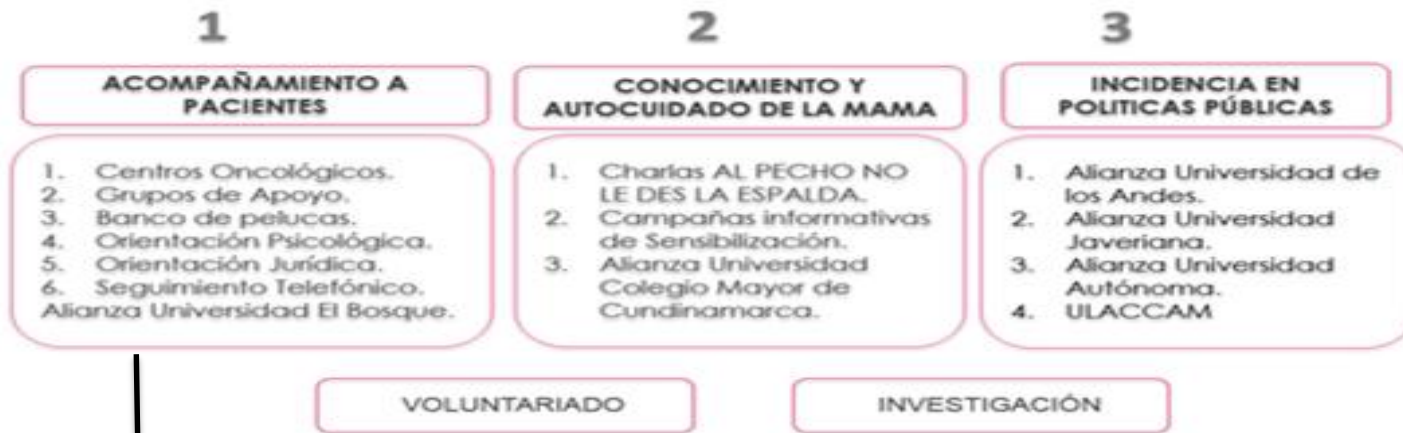 1
ACOMPAÑAMIENTO A
PACIENTES
1. Centros Oncológicos.
2. Grupos de Apoyo.
3. Banco de pelucas.
4. Orientación Psicológica.
5. Orientación Jurídica.
6. Seguimiento Telefónico.
Alianza Universidad El Bosque.
2
CONOCIMIENTO Y
AUTOCUIDADO DE LA MAMA
1. Charlas AL PECHO NO
LE DES LA ESPALDA.
2. Campañas informativas
de Sensibilización.
3. Alianza Universidad
Colegio Mayor de
Cundinamarca.
3
INCIDENCIA EN
POLITICAS PÚBLICAS
1. Alianza Universidad de
los Andes.
2. Alianza Universidad
Javeriana.
3. Alianza Universidad
Autónoma.
4. ULACCAM
VOLUNTARIADO
INVESTIGACIÓN